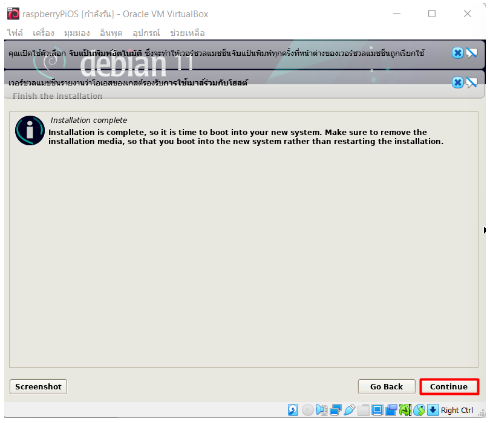 raspberryPiOS [กำลังรัน] - Oracle VM VirtualBox
ไฟล์ เครื่อง มุมมอง อินพุต อุปกรณ์ ช่วยเหลือ
คุณเปิดใช้ตัวเลือก จับแป้นพิมพ์อัตโนมัติ ซึ่งจะทำให้เวอร์ชวลแมชชีนจับแป้นพิมพ์ทุกครั้งที่หน้าต่างของเวอร์ชวลแมชชีนถูกเรียกใช้
debian 11
เวอร์ชวลแมชชีนรายงานว่าโอเอสของเกสต์รองรับการใช้เมาส์ร่วมกับโฮสต์
Finish the installation
Installation complete
Installation is complete, so it is time to boot into your new system. Make sure to remove the
installation media, so that you boot into the new system rather than restarting the installation.
Screenshot Go Back Continue
Right Ctrl